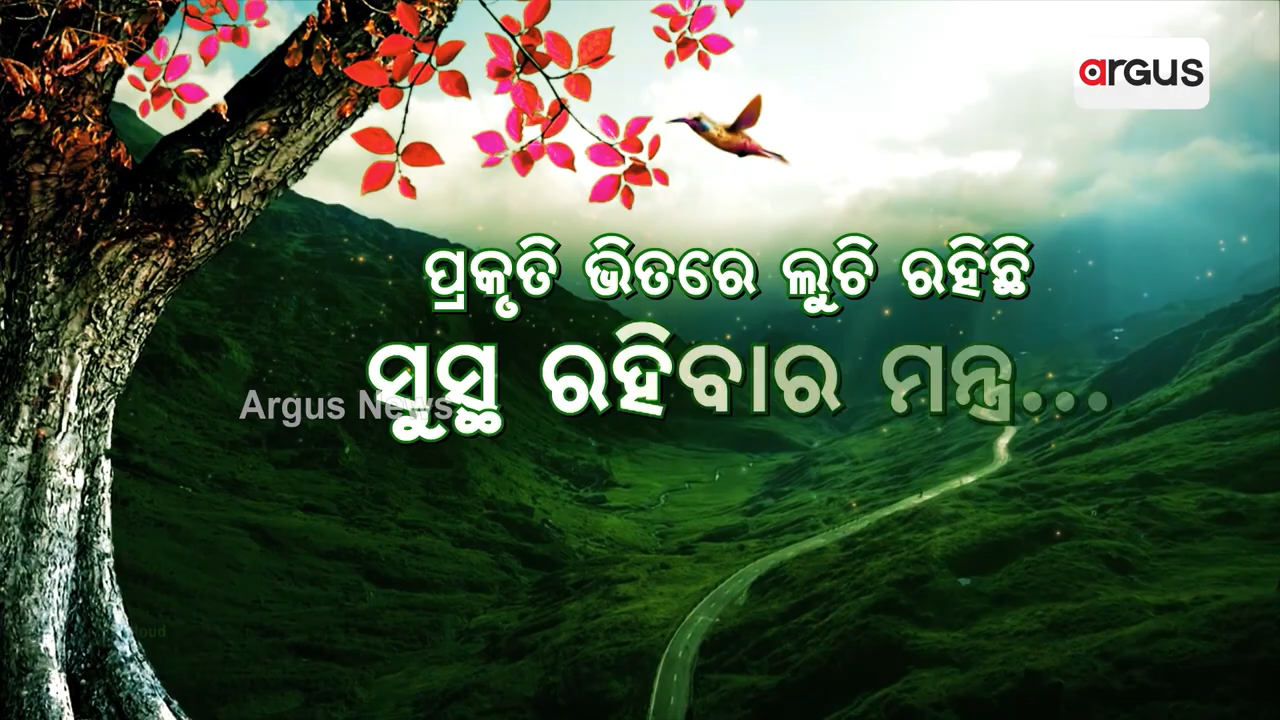 argus
ପ୍ରକୃତି ଭିତରେ ଲୁଚି ରହିଛି
ସୁସ୍ଥ ରହିବାର ମନ୍ତ୍ର...
Argus News